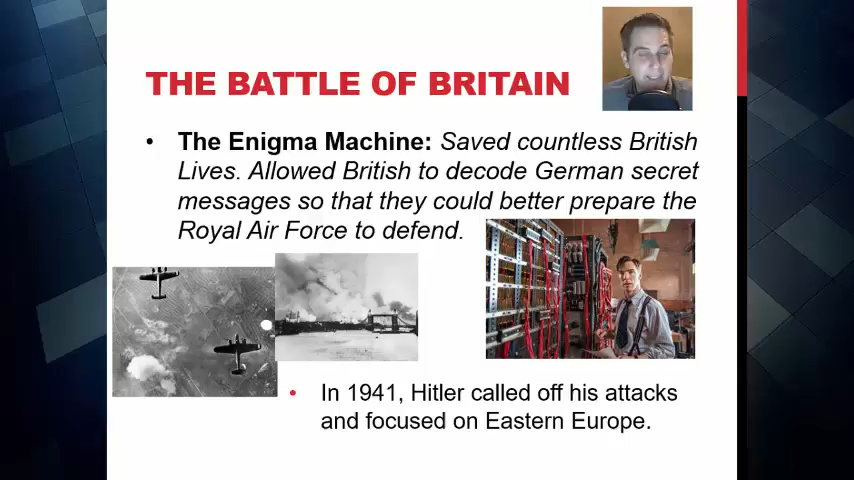 THE BATTLE OF BRITAIN
• The Enigma Machine: Saved countless British
Lives. Allowed British to decode German secret
messages so that they could better prepare the
Royal Air Force to defend.
• In 1941, Hitler called off his attacks
and focused on Eastern Europe.